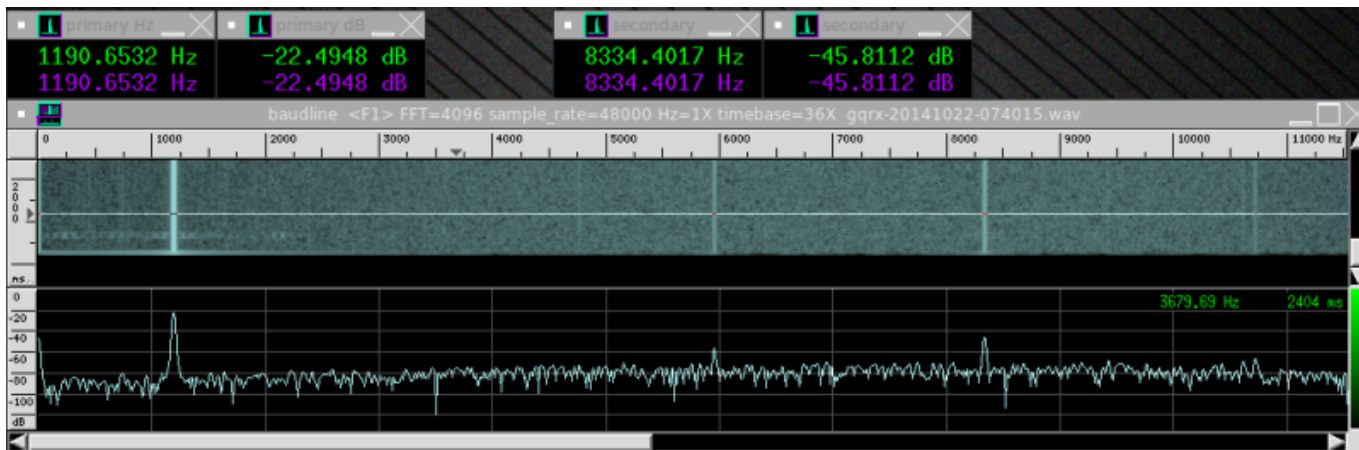 primary Hz
primary dB
secondary
secondary
1190.6532 Hz
-22.4948 dB
8334.4017 Hz
-45.8112 dB
1190.6532 Hz
-22.4948 dB
8334.4017 Hz
-45.8112 dB
baudline <F1> FFT=4096 sample_rate=48000 Hz=1X timebase=36X gqrx-20141022-074015.wav
0 1000 2000 3000 4000 5000 6000 7000 8000 9000 10000 11000 Hz
2000
ms
0
3679.69 Hz 2404 ms
-20
-40
-60
-80
-100
dB